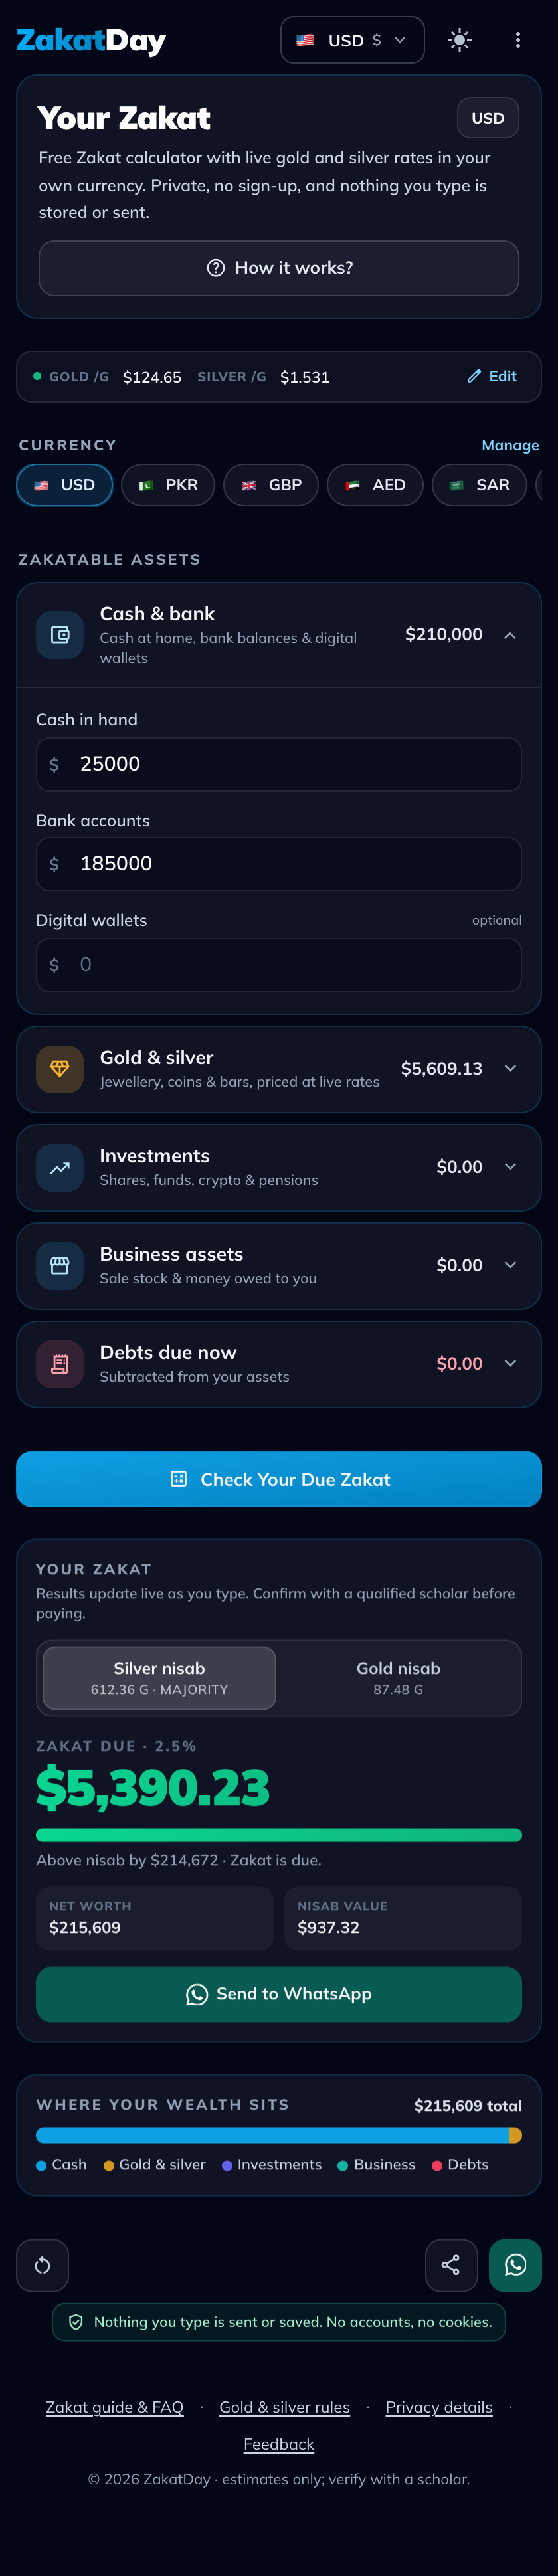 ZakatDay
USD $
Your Zakat
USD
Free Zakat calculator with live gold and silver rates in your
own currency. Private, no sign-up, and nothing you type is
stored or sent.
How it works?
GOLD /G $124.65 SILVER /G $1.531
Edit
CURRENCY
Manage
USD
PKR
GBP
AED
SAR
ZAKATABLE ASSETS
Cash & bank
Cash at home, bank balances & digital
wallets
$210,000
Cash in hand
$ 25000
Bank accounts
$ 185000
Digital wallets
optional
$ 0
Gold & silver
Jewellery, coins & bars, priced at live rates
$5,609.13
Investments
Shares, funds, crypto & pensions
$0.00
Business assets
Sale stock & money owed to you
$0.00
Debts due now
Subtracted from your assets
$0.00
Check Your Due Zakat
YOUR ZAKAT
Results update live as you type. Confirm with a qualified scholar before
paying.
Silver nisab
612.36 G · MAJORITY
Gold nisab
87.48 G
ZAKAT DUE · 2.5%
$5,390.23
Above nisab by $214,672 · Zakat is due.
NET WORTH
$215,609
NISAB VALUE
$937.32
Send to WhatsApp
WHERE YOUR WEALTH SITS
$215,609 total
Cash
Gold & silver
Investments
Business
Debts
Nothing you type is sent or saved. No accounts, no cookies.
Zakat guide & FAQ · Gold & silver rules · Privacy details ·
Feedback
© 2026 ZakatDay · estimates only; verify with a scholar.